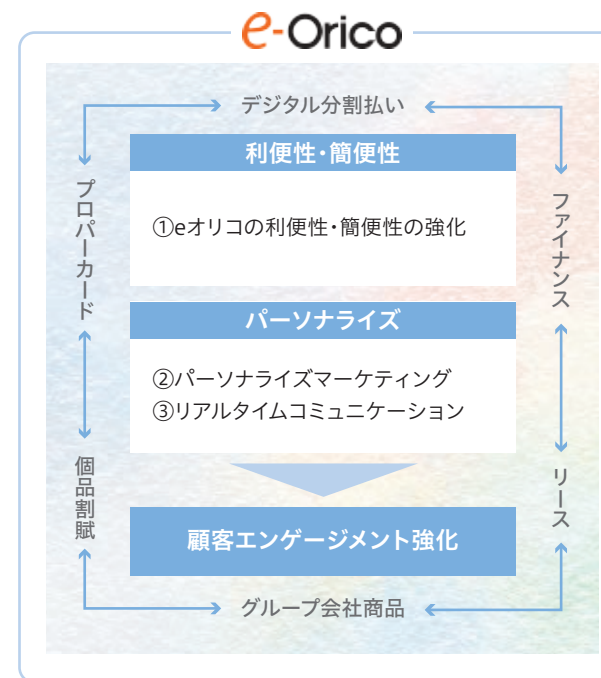 e-Orico
デジタル分割払い
プロパーカード
ファイナンス
利便性・簡便性
①eオリコの利便性・簡便性の強化
パーソナライズ
②パーソナライズマーケティング
③リアルタイムコミュニケーション
個品割賦
リース
顧客エンゲージメント強化
グループ会社商品